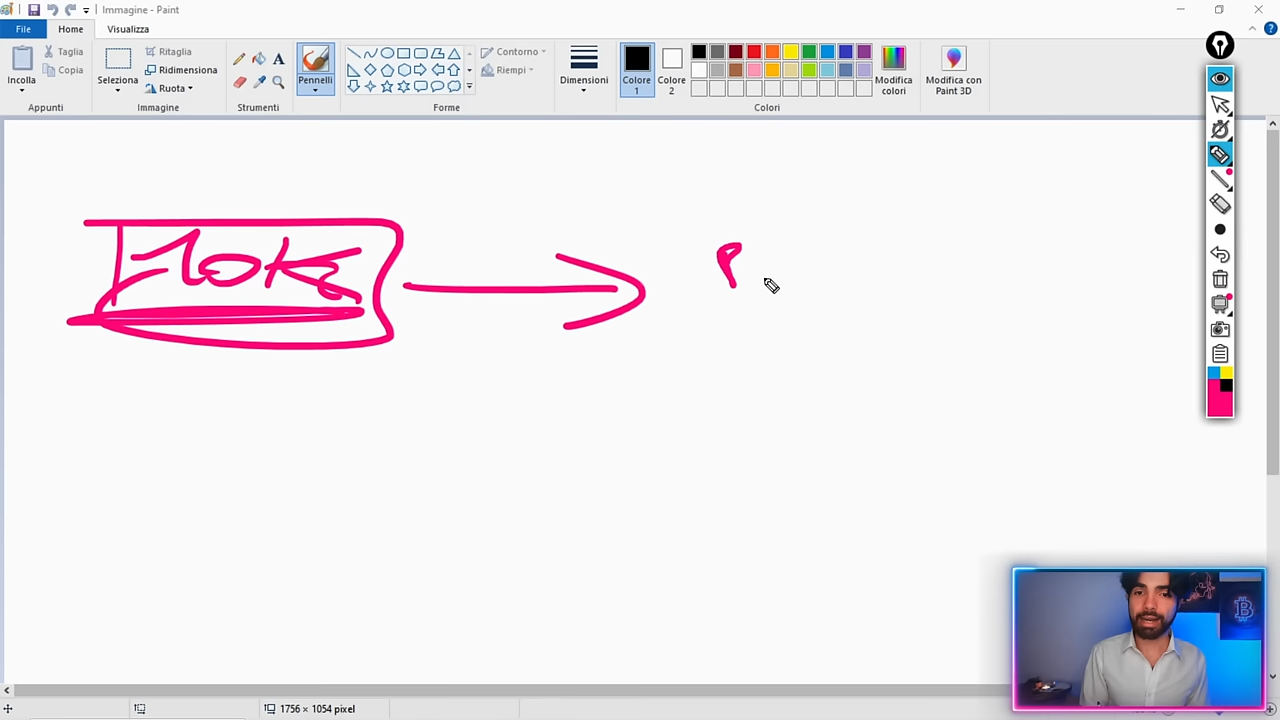 Immagine - Paint
File Home Visualizza
Incolla
Taglia
Copia
Appunti
Seleziona
Ritaglia
Ridimensiona
Ruota
Immagine
A
Strumenti
Pennelli
Contorno
Riempi
Forme
Dimensioni
Colore 1
Colore 2
Modifica colori
Colori
Modifica con Paint 3D
1756 × 1054 pixel